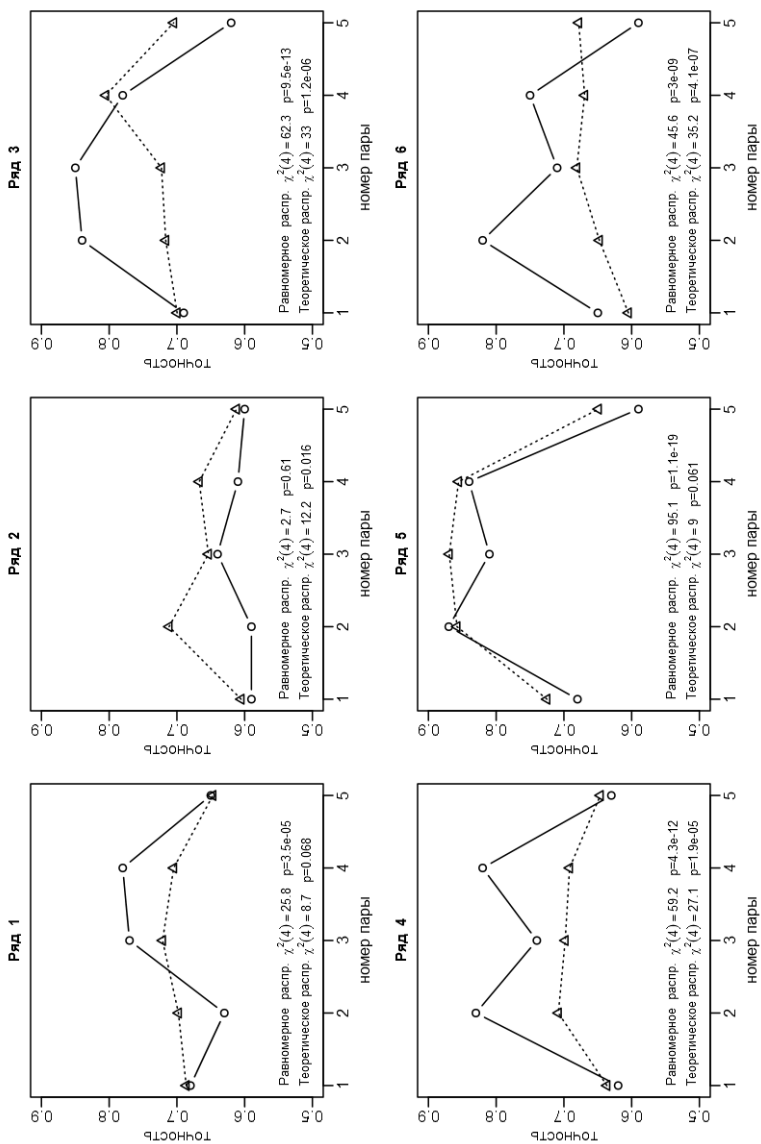 Ряд 1
точность
0.9
0.8
0.7
0.6
0.5
Равномерное распр. χ²(4) = 25.8 p=3.5e-05
Теоретическое распр. χ²(4) = 8.7 p=0.068
1 2 3 4 5
номер пары
Ряд 2
точность
0.9
0.8
0.7
0.6
0.5
Равномерное распр. χ²(4) = 2.7 p=0.61
Теоретическое распр. χ²(4) = 12.2 p=0.016
1 2 3 4 5
номер пары
Ряд 3
точность
0.9
0.8
0.7
0.6
0.5
Равномерное распр. χ²(4) = 62.3 p=9.5e-13
Теоретическое распр. χ²(4) = 33 p=1.2e-06
1 2 3 4 5
номер пары
Ряд 4
точность
0.9
0.8
0.7
0.6
0.5
Равномерное распр. χ²(4) = 59.2 p=4.3e-12
Теоретическое распр. χ²(4) = 27.1 p=1.9e-05
1 2 3 4 5
номер пары
Ряд 5
точность
0.9
0.8
0.7
0.6
0.5
Равномерное распр. χ²(4) = 95.1 p=1.1e-19
Теоретическое распр. χ²(4) = 9 p=0.061
1 2 3 4 5
номер пары
Ряд 6
точность
0.9
0.8
0.7
0.6
0.5
Равномерное распр. χ²(4) = 45.6 p=3e-09
Теоретическое распр. χ²(4) = 35.2 p=4.1e-07
1 2 3 4 5
номер пары